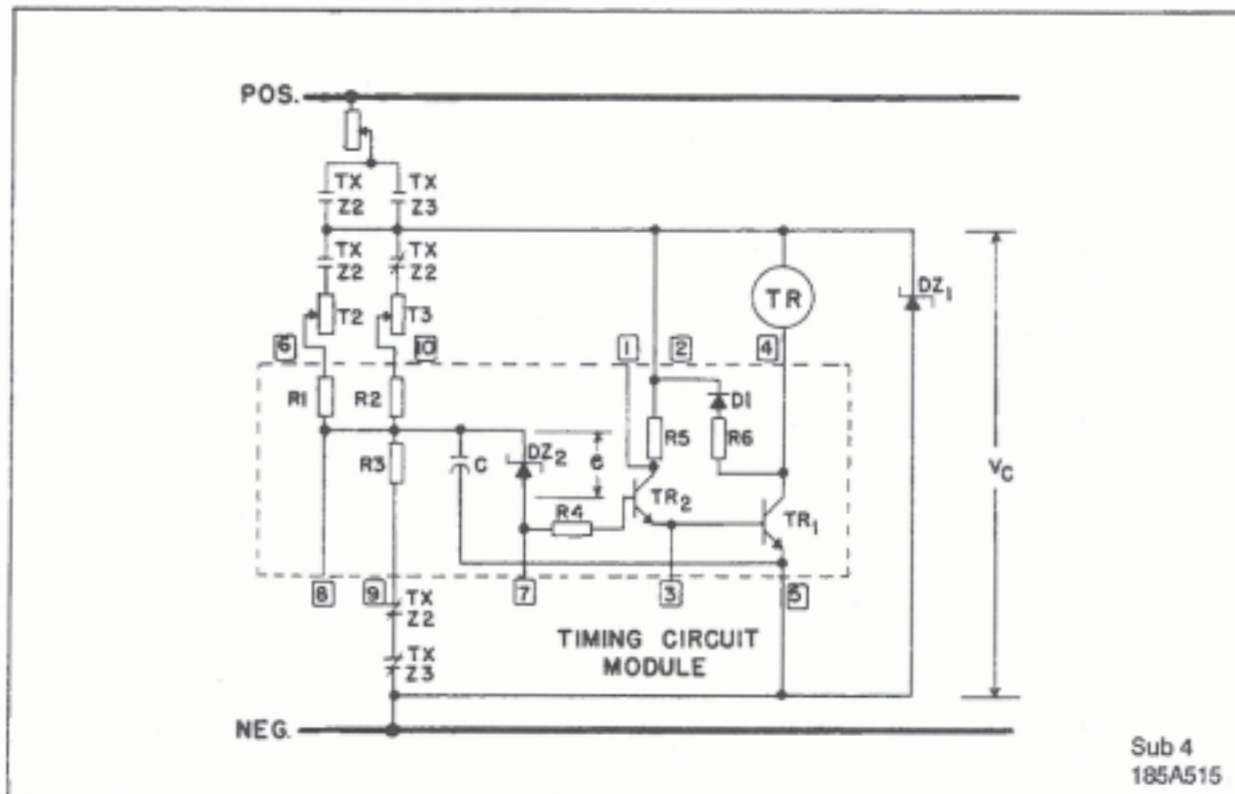 POS.
TX
Z2
TX
Z3
TX
Z2
TX
Z2
DZ1
TR
T2
T3
6
10
1
2
4
R1
R2
D1
R5
R6
VC
DZ2
e
R3
C
TR2
R4
TR1
8
9
7
3
5
TX
Z2
TIMING CIRCUIT
MODULE
TX
Z3
NEG.
Sub 4
185A515